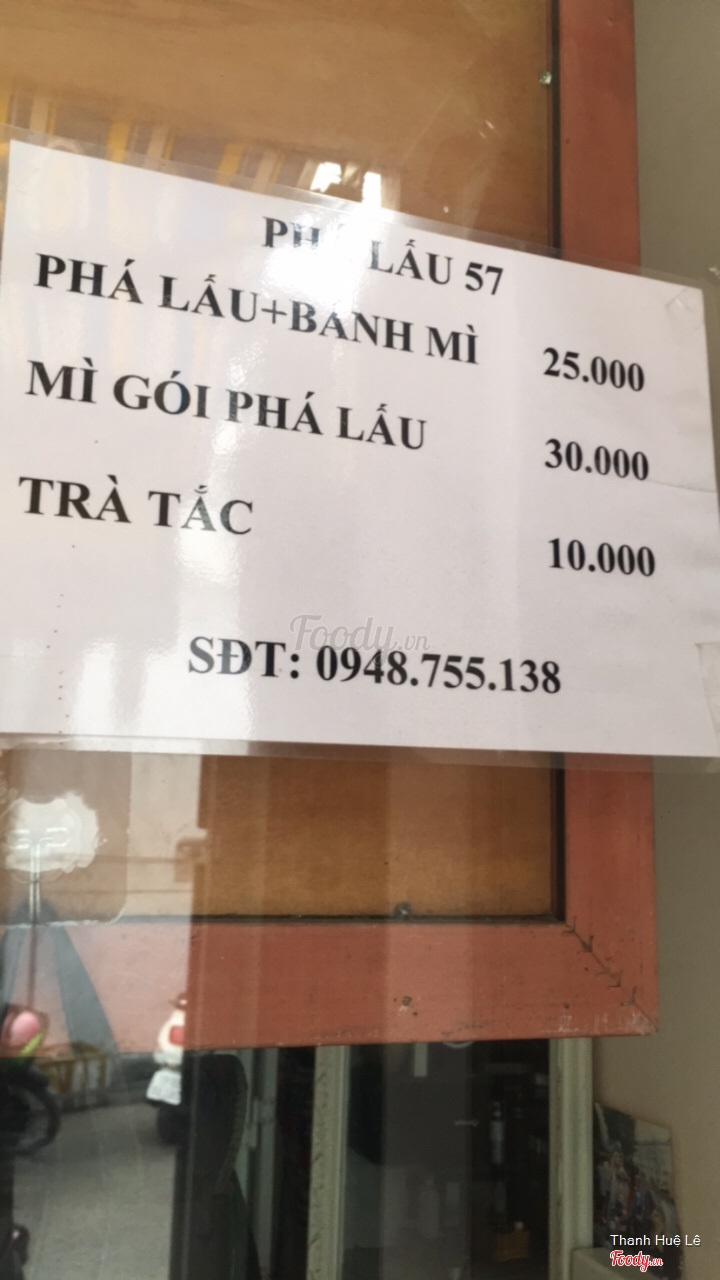 PHÁ LẤU 57
PHÁ LẤU+BÁNH MÌ 25.000
MÌ GÓI PHÁ LẤU 30.000
TRÀ TẮC 10.000
Foody.vn
SĐT: 0948.755.138
Thanh Huệ Lê
Foody.vn